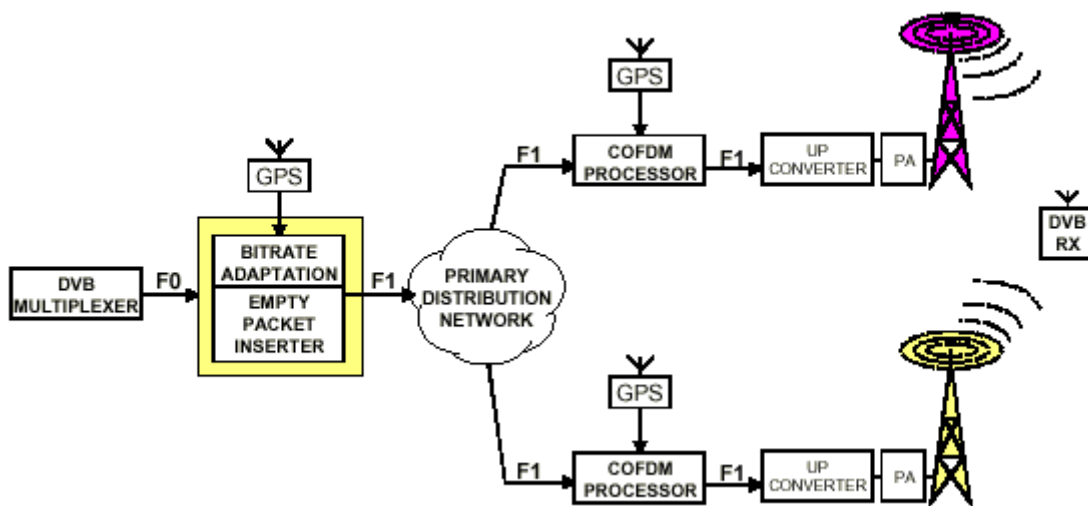 GPS
F1
COFDM
PROCESSOR
F1
UP
CONVERTER
PA
GPS
DVB
RX
DVB
MULTIPLEXER
F0
BITRATE
ADAPTATION
EMPTY
PACKET
INSERTER
F1
PRIMARY
DISTRIBUTION
NETWORK
GPS
F1
COFDM
PROCESSOR
F1
UP
CONVERTER
PA